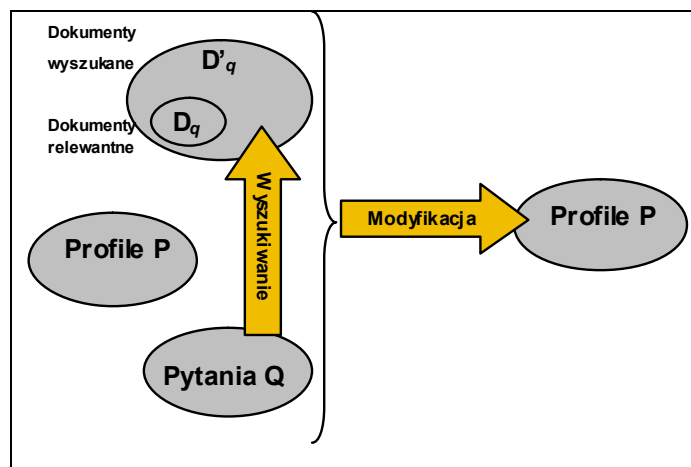 Dokumenty
wyszukane
D'q
Dokumenty
relewantne
Dq
Wyszukiwanie
Profile P
Modyfikacja
Profile P
Pytania Q